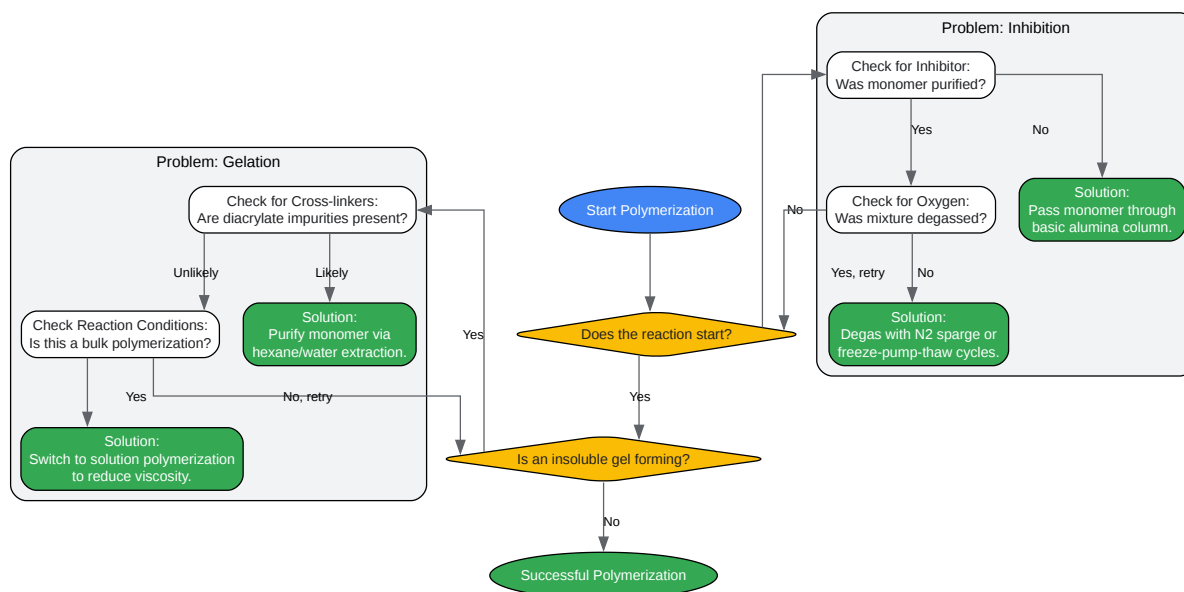 Problem: Inhibition
Check for Inhibitor:
Was monomer purified?
Yes
No
Check for Oxygen:
Was mixture degassed?
Solution:
Pass monomer through
basic alumina column.
No
Yes, retry
No
Solution:
Degas with N2 sparge or
freeze-pump-thaw cycles.
Problem: Gelation
Check for Cross-linkers:
Are diacrylate impurities present?
Unlikely
Likely
Check Reaction Conditions:
Is this a bulk polymerization?
Solution:
Purify monomer via
hexane/water extraction.
Yes
No, retry
Solution:
Switch to solution polymerization
to reduce viscosity.
Start Polymerization
Does the reaction start?
Yes
Yes
Is an insoluble gel forming?
No
Successful Polymerization